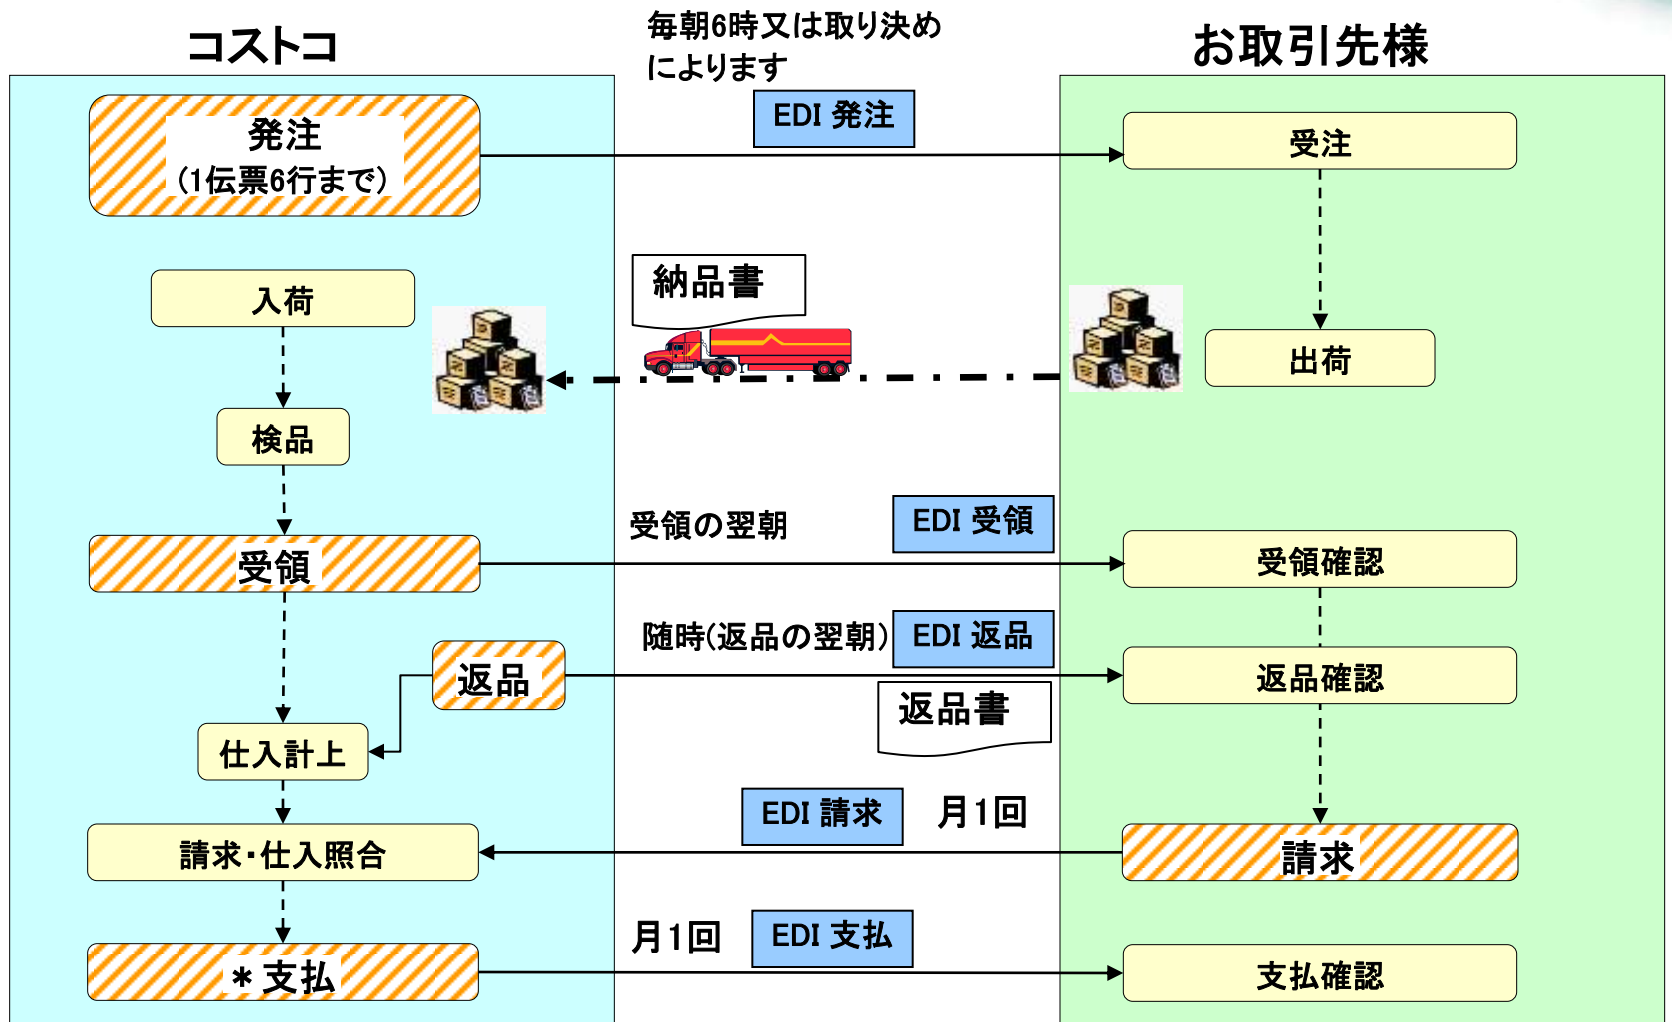 コストコ
毎朝6時又は取り決め
によります
お取引先様
EDI 発注
発注
(1伝票6行まで)
受注
納品書
入荷
出荷
検品
受領の翌朝
EDI 受領
受領
受領確認
随時(返品の翌朝)
EDI 返品
返品
返品確認
返品書
仕入計上
EDI 請求
月1回
請求・仕入照合
請求
月1回
EDI 支払
＊支払
支払確認